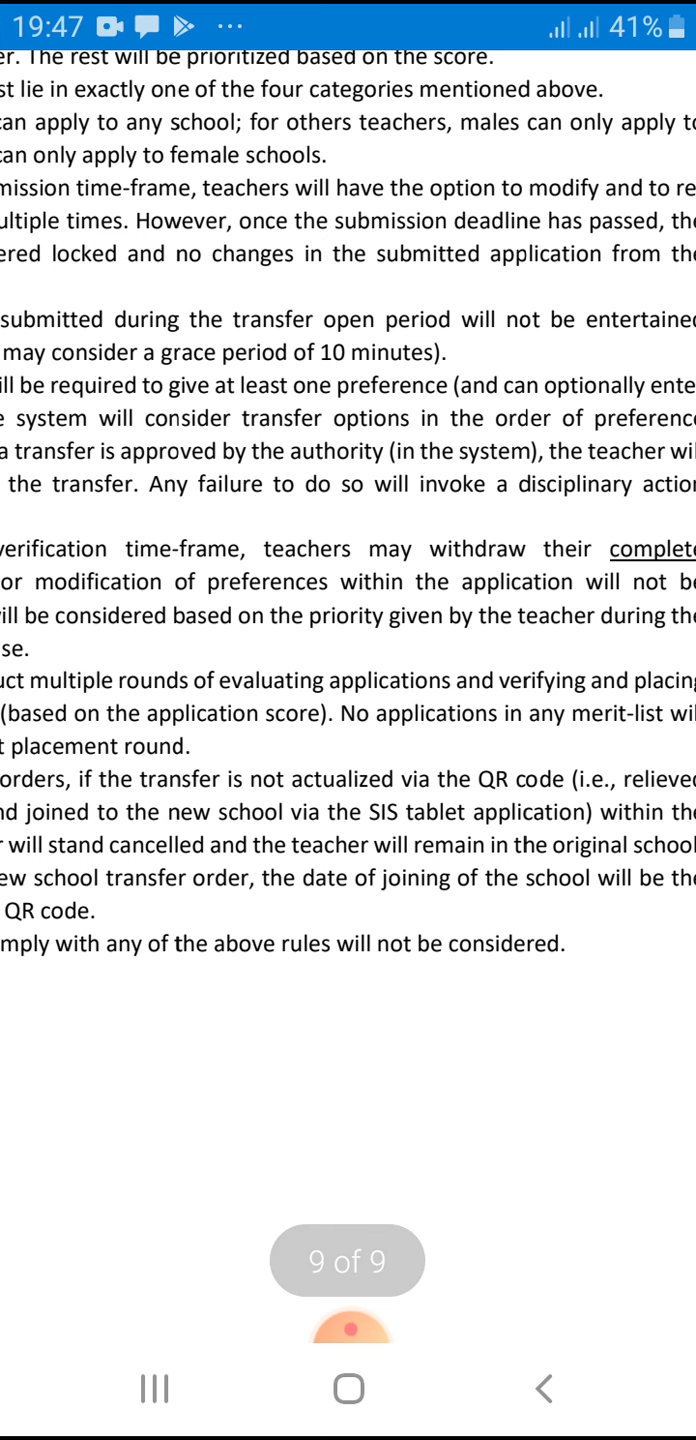 19:47 ... 41%
er. The rest will be prioritized based on the score.
st lie in exactly one of the four categories mentioned above.
can apply to any school; for others teachers, males can only apply to
can only apply to female schools.
mission time-frame, teachers will have the option to modify and to re
ultiple times. However, once the submission deadline has passed, the
ered locked and no changes in the submitted application from the
submitted during the transfer open period will not be entertained
may consider a grace period of 10 minutes).
ill be required to give at least one preference (and can optionally ente
e system will consider transfer options in the order of preference
a transfer is approved by the authority (in the system), the teacher wil
the transfer. Any failure to do so will invoke a disciplinary action
verification time-frame, teachers may withdraw their complete
or modification of preferences within the application will not be
ill be considered based on the priority given by the teacher during the
se.
uct multiple rounds of evaluating applications and verifying and placing
(based on the application score). No applications in any merit-list wil
t placement round.
orders, if the transfer is not actualized via the QR code (i.e., relieved
nd joined to the new school via the SIS tablet application) within the
r will stand cancelled and the teacher will remain in the original school
ew school transfer order, the date of joining of the school will be the
QR code.
mply with any of the above rules will not be considered.
9 of 9